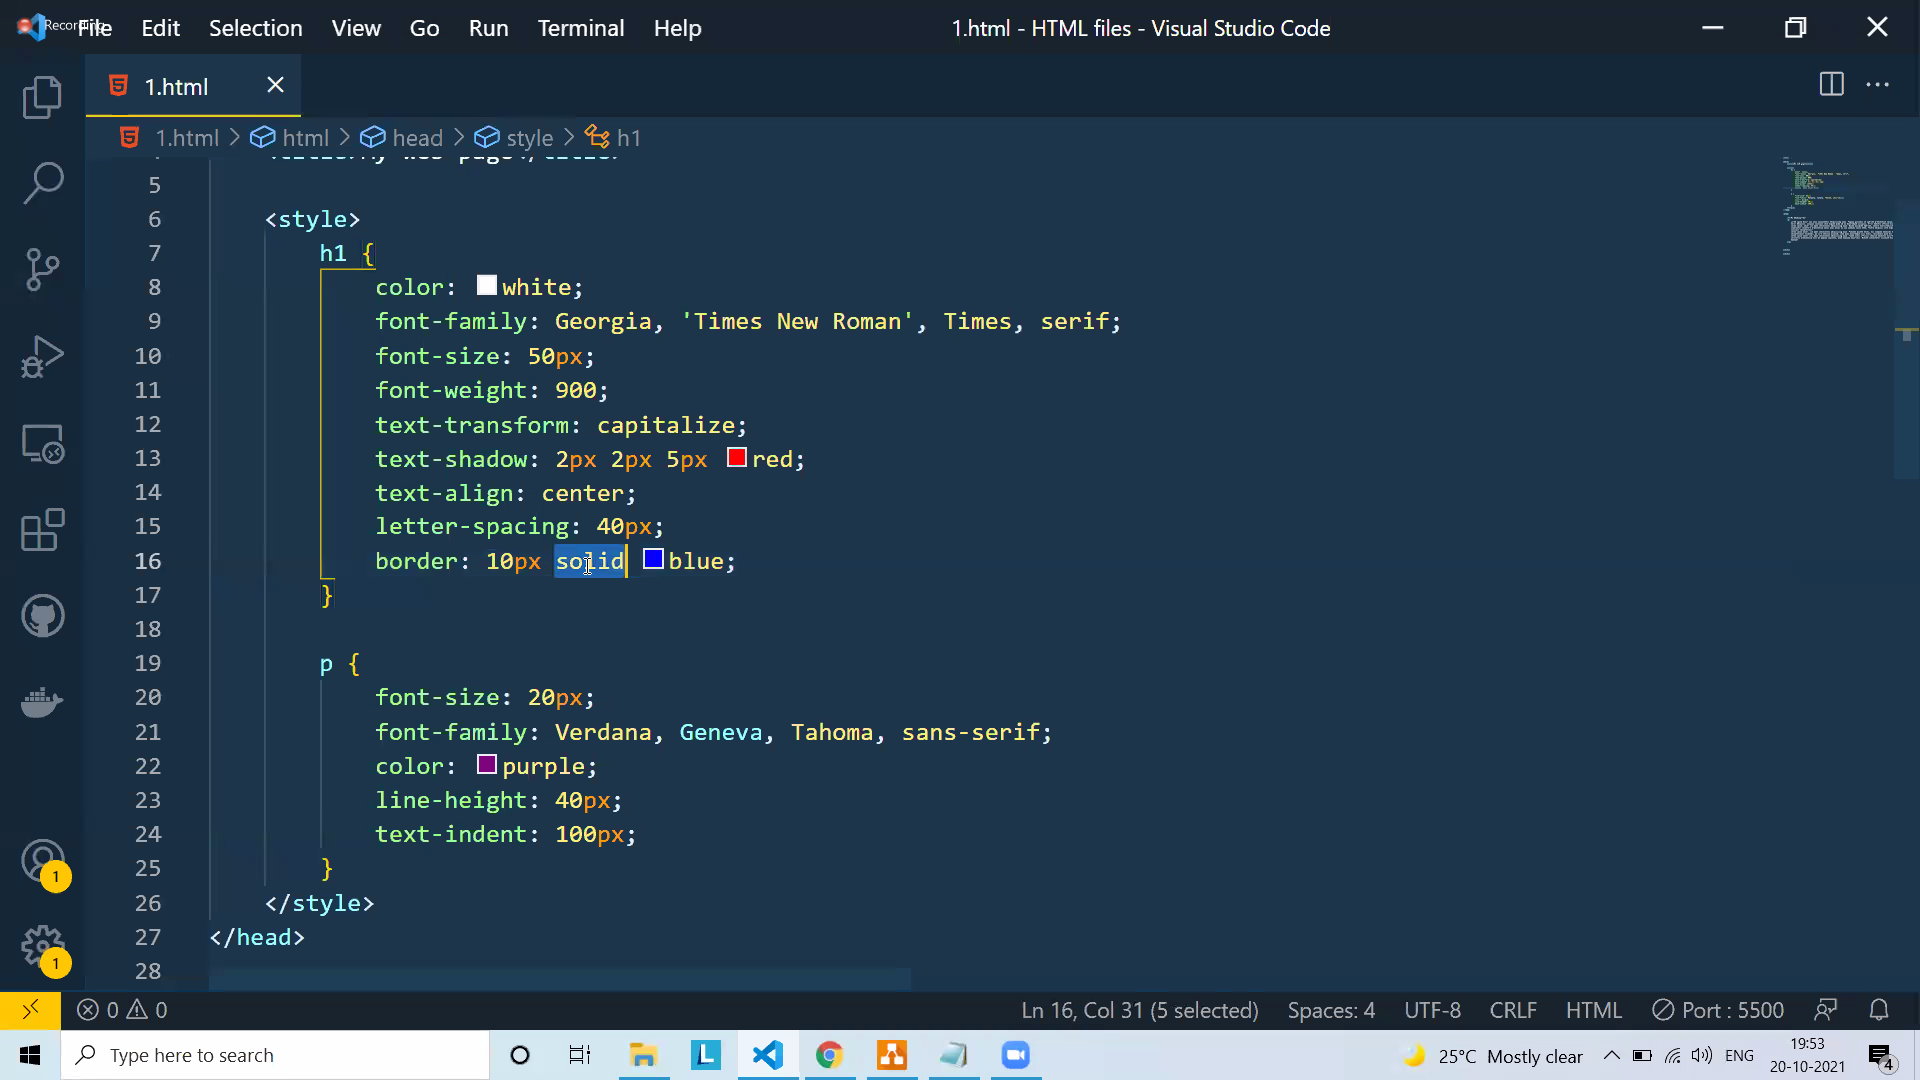 Recording
File Edit Selection View Go Run Terminal Help
1.html - HTML files - Visual Studio Code
1.html
1.html > html > head > style > h1
5
6 <style>
7 h1 {
8 color: white;
9 font-family: Georgia, 'Times New Roman', Times, serif;
10 font-size: 50px;
11 font-weight: 900;
12 text-transform: capitalize;
13 text-shadow: 2px 2px 5px red;
14 text-align: center;
15 letter-spacing: 40px;
16 border: 10px solid blue;
17 }
18
19 p {
20 font-size: 20px;
21 font-family: Verdana, Geneva, Tahoma, sans-serif;
22 color: purple;
23 line-height: 40px;
24 text-indent: 100px;
25 }
26 </style>
27 </head>
28
1
1
0 0
Ln 16, Col 31 (5 selected) Spaces: 4 UTF-8 CRLF HTML Port : 5500
Type here to search
L
25°C Mostly clear
ENG
19:53
20-10-2021
4